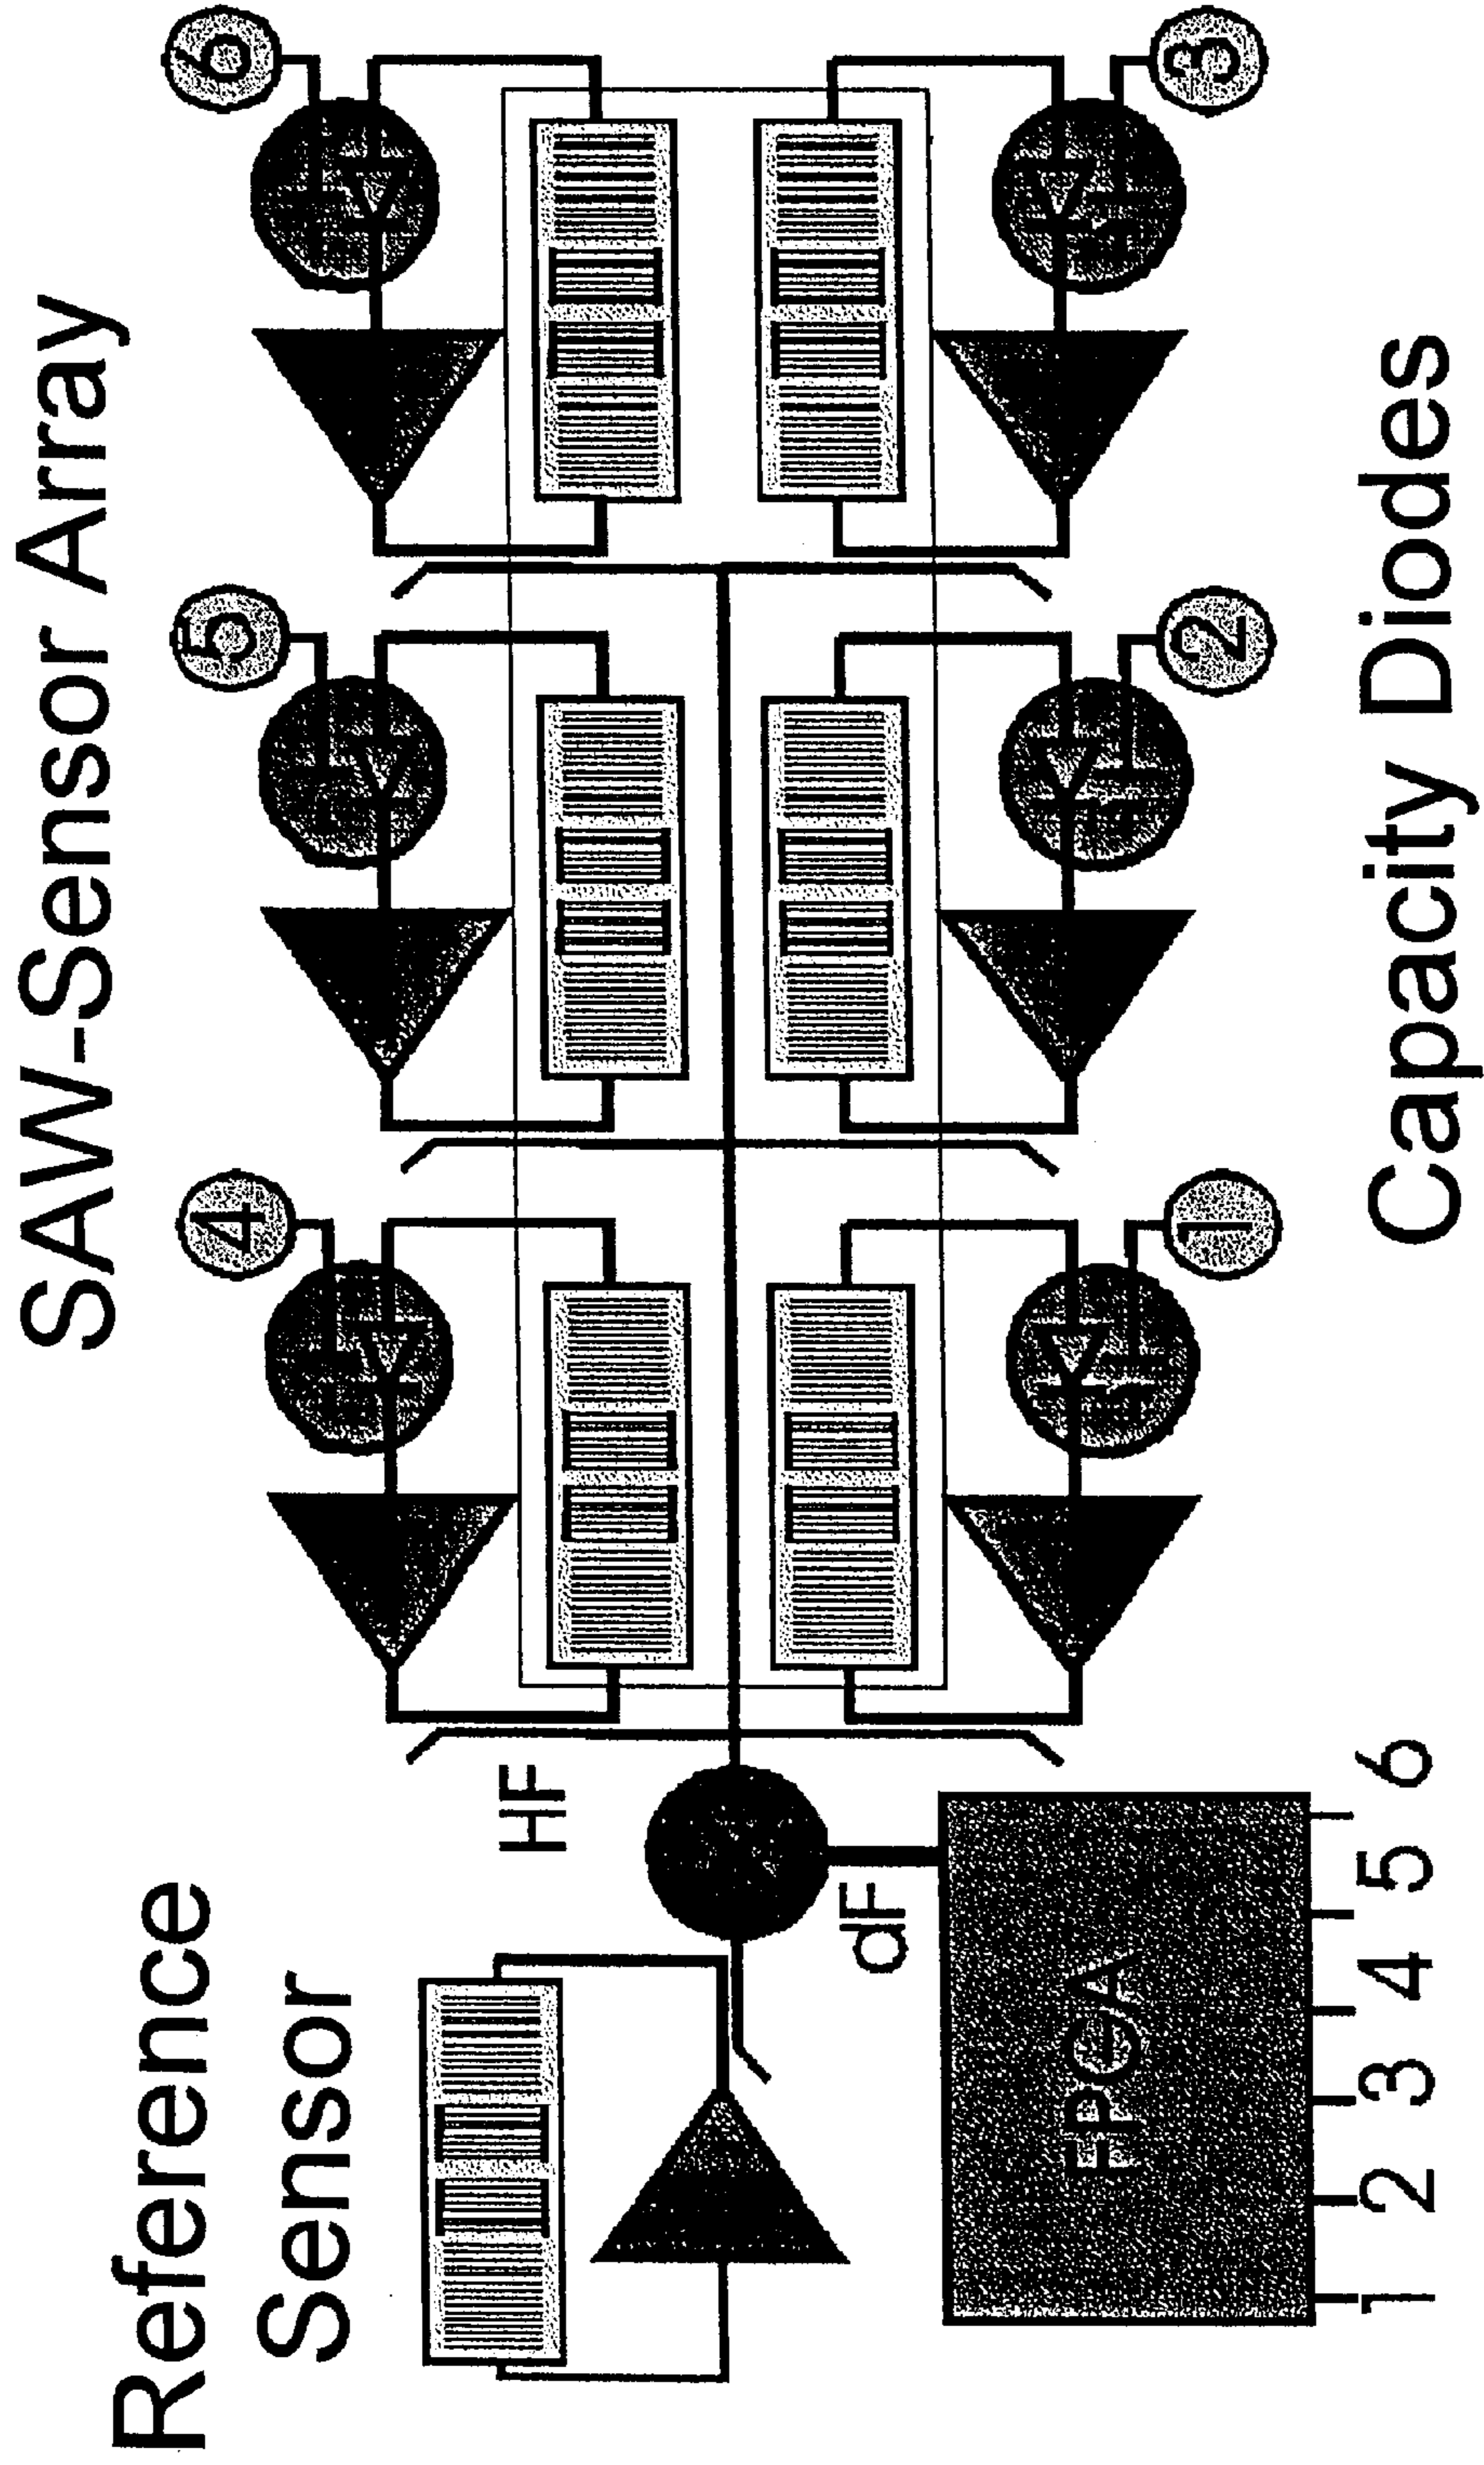 SAW-Sensor Array
Reference
Sensor
4
5
6
HF
dF
FPGA
1
2
3
1 2 3 4 5 6
Capacity Diodes